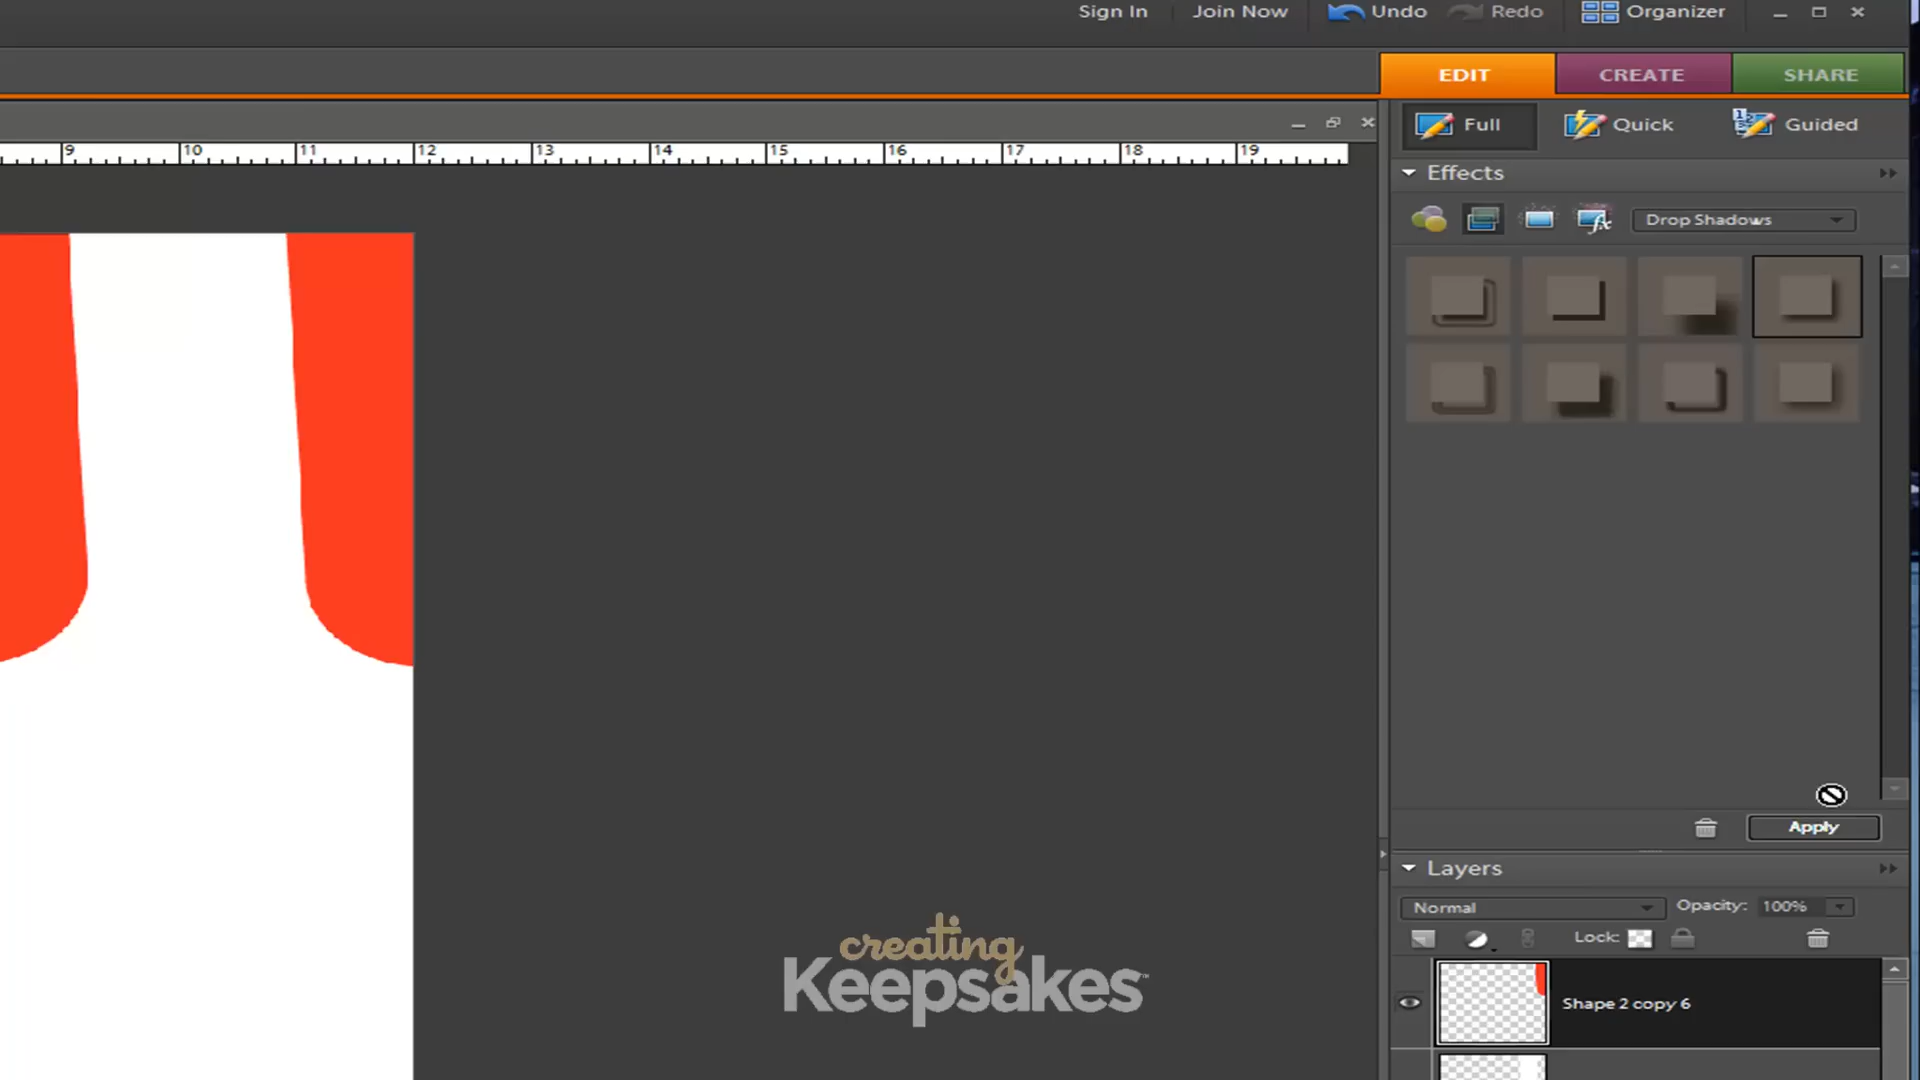 Sign In Join Now Undo Redo Organizer
EDIT CREATE SHARE
Full Quick Guided
9 10 11 12 13 14 15 16 17 18 19
Effects
Drop Shadows
Apply
Layers
Normal Opacity: 100%
Lock:
Shape 2 copy 6
creating
Keepsakes™